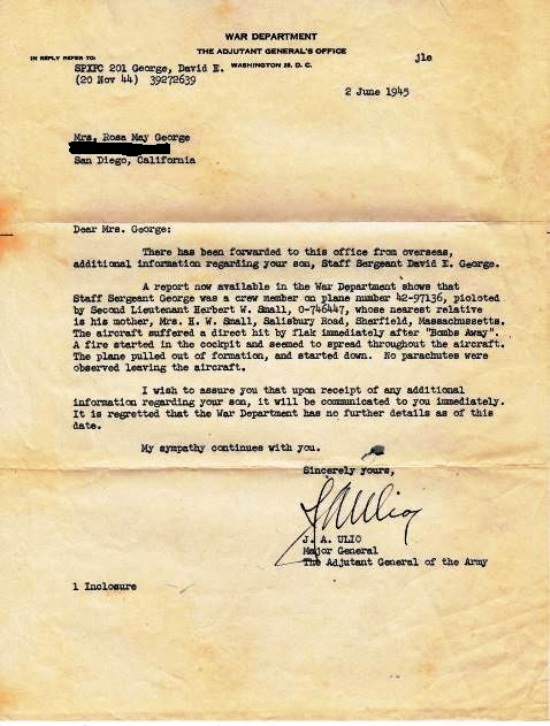 WAR DEPARTMENT
THE ADJUTANT GENERAL'S OFFICE
WASHINGTON 25, D. C.
jle
IN REPLY REFER TO:
SPXPC 201 George, David E.
(20 Nov 44) 39272639
2 June 1945
Mrs. Rosa May George
San Diego, California
Dear Mrs. George:
There has been forwarded to this office from overseas,
additional information regarding your son, Staff Sergeant David E. George.
A report now available in the War Department shows that
Staff Sergeant George was a crew member on plane number 42-97136, pioloted
by Second Lieutenant Herbert W. Small, O-746447, whose nearest relative
is his mother, Mrs. H. W. Small, Salisbury Road, Sherfield, Massachussetts.
The aircraft suffered a direct hit by flak immediately after "Bombs Away".
A fire started in the cockpit and seemed to spread throughout the aircraft.
The plane pulled out of formation, and started down. No parachutes were
observed leaving the aircraft.
I wish to assure you that upon receipt of any additional
information regarding your son, it will be communicated to you immediately.
It is regretted that the War Department has no further details as of this
date.
My sympathy continues with you.
Sincerely yours,
J A Ulio
J. A. ULIO
Major General
The Adjutant General of the Army
1 Inclosure